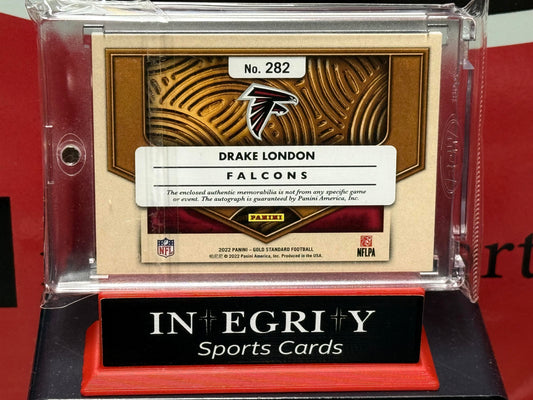 No. 282
DRAKE LONDON
FALCONS
The enclosed authentic memorabilia is not from any specific game
or event. The autograph is guaranteed by Panini America, Inc.
PANINI
NFL
NFLPA
2022 PANINI - GOLD STANDARD FOOTBALL
© 2022 Panini America, Inc. Produced in the USA.
INTEGRITY
Sports Cards